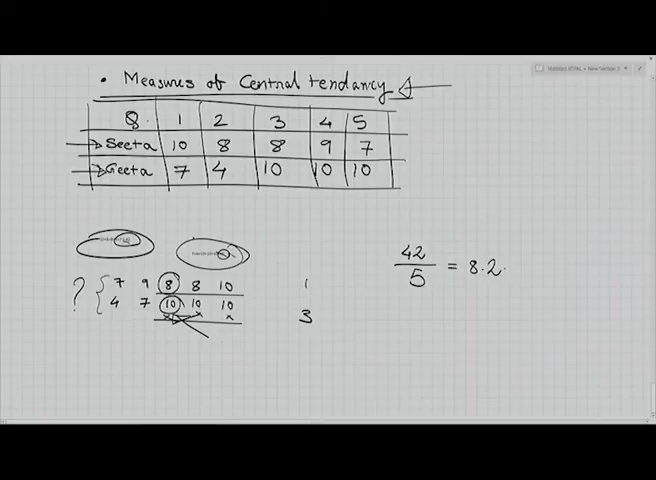 • Measures of Central tendancy
Q. 1 2 3 4 5
Seeta 10 8 8 9 7
Geeta 7 4 10 10 10
42
5
= 8.2.
? { 7 9 8 8 10 1
4 7 10 10 10 3
x x x